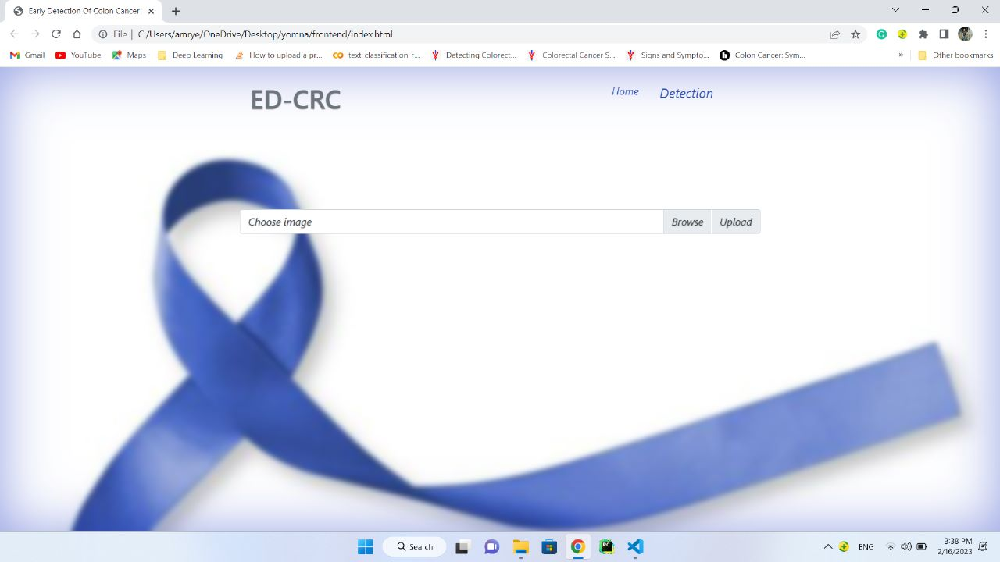 Early Detection Of Colon Cancer
File | C:/Users/amrye/OneDrive/Desktop/yomna/frontend/index.html
Gmail YouTube Maps Deep Learning How to upload a pr... text_classification_r... Detecting Colorect... Colorectal Cancer -... Signs and Sympto... Colon Cancer: Sym... » Other bookmarks
ED-CRC Home Detection
Choose image Browse Upload
Search ENG 3:38 PM
2/16/2023